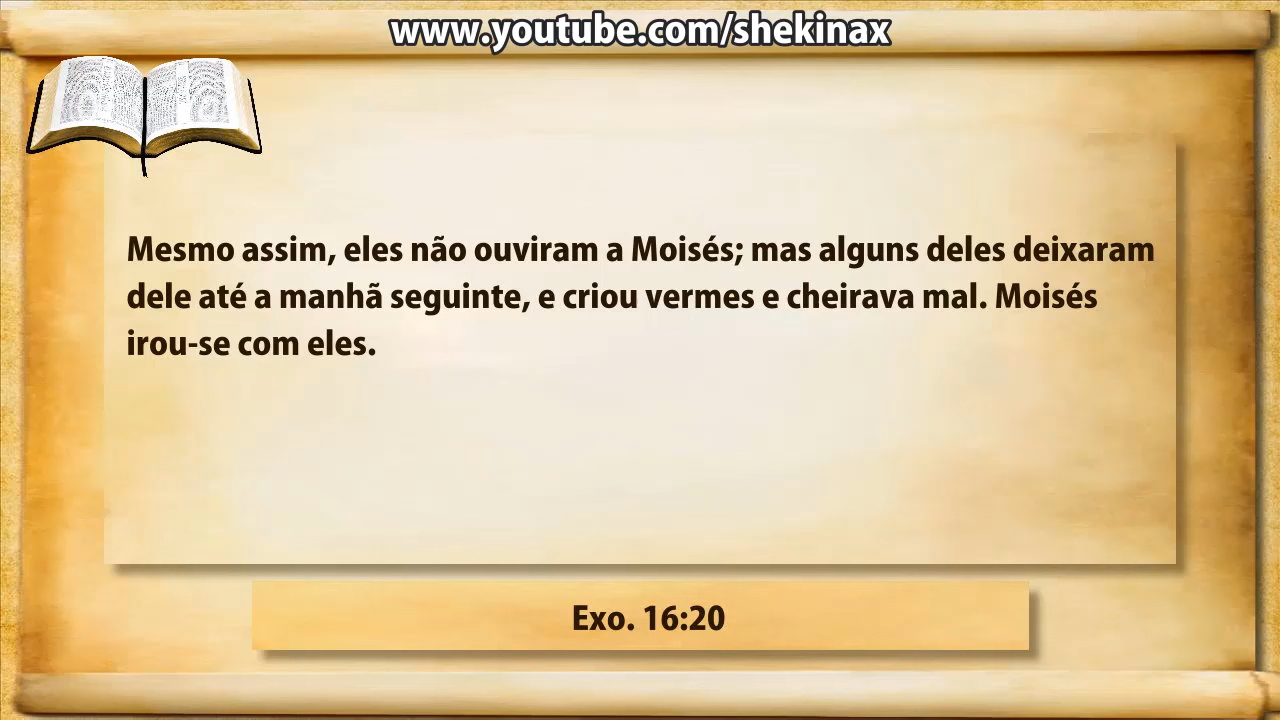 www.youtube.com/shekinax
Mesmo assim, eles não ouviram a Moisés; mas alguns deles deixaram
dele até a manhã seguinte, e criou vermes e cheirava mal. Moisés
irou-se com eles.
Exo. 16:20